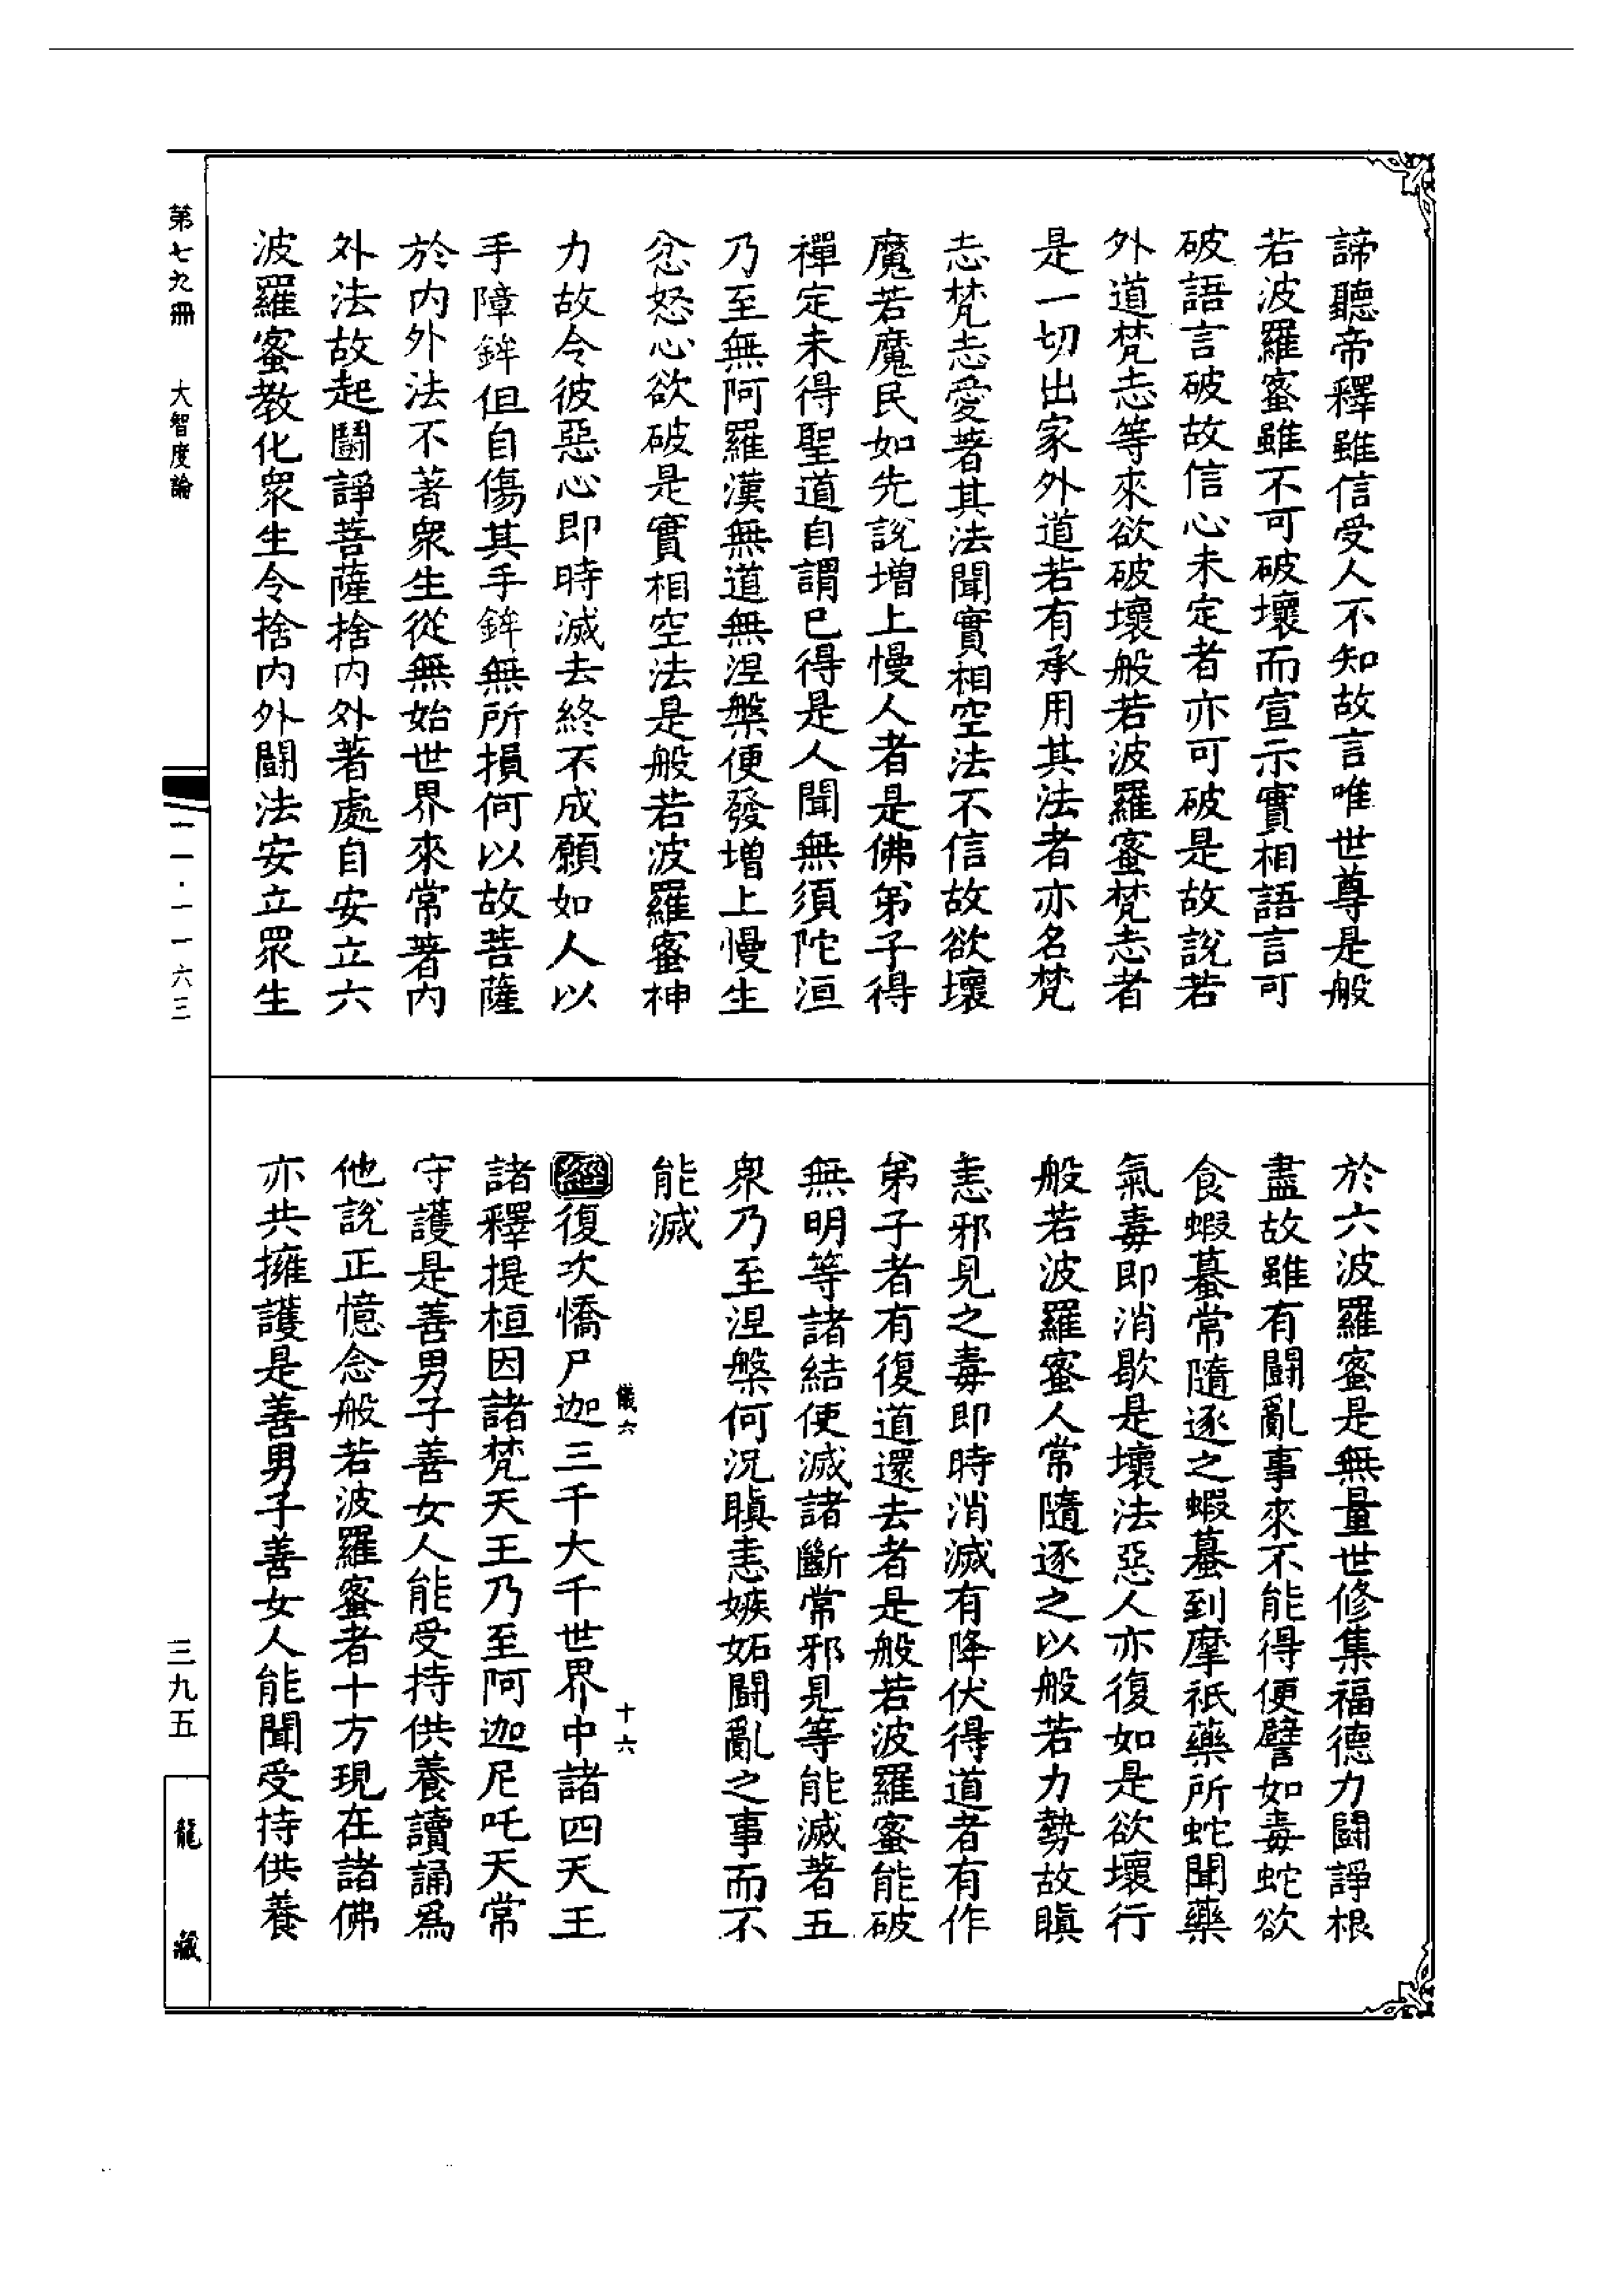 諦聽帝釋雖信受人不知故言唯世尊是般
若波羅蜜雖不可破壞而宣示實相語言可
破語言破故信心未定者亦可破是故說若
外道梵志等來欲破壞般若波羅蜜梵志者
是一切出家外道若有承用其法者亦名梵
志梵志愛著其法聞實相空法不信故欲壞
魔若魔民如先說增上慢人者是佛弟子得
禪定未得聖道自謂已得是人聞無須陀洹
乃至無阿羅漢無道無涅槃便發增上慢生
忿怒心欲破是實相空法是般若波羅蜜神
力故令彼惡心即時滅去終不成願如人以
手障鉾但自傷其手鉾無所損何以故菩薩
於內外法不著衆生從無始世界來常著內
外法故起鬬諍菩薩捨內外著處自安立六
波羅蜜教化衆生令捨內外鬬法安立眾生
於六波羅蜜是無量世修集福德力鬬諍根
盡故雖有鬬亂事來不能得便譬如毒蛇欲
食蝦蟇常隨逐之蝦蟇到摩祇藥所蛇聞藥
氣毒即消歇是壞法惡人亦復如是欲壞行
般若波羅蜜人常隨逐之以般若力勢故瞋
恚邪見之毒即時消滅有降伏得道者有作
弟子者有復道還去者是般若波羅蜜能破
無明等諸結使滅諸斷常邪見等能滅著五
衆乃至涅槃何況瞋恚嫉妬鬬亂之事而不
能滅
儀六 十六
經復次憍尸迦三千大千世界中諸四天王
諸釋提桓因諸梵天王乃至阿迦尼吒天常
守護是善男子善女人能受持供養讀誦爲
他說正憶念般若波羅蜜者十方現在諸佛
亦共擁護是善男子善女人能聞受持供養
第七九冊 大智度論
一一·一一六三
三九五
龍藏